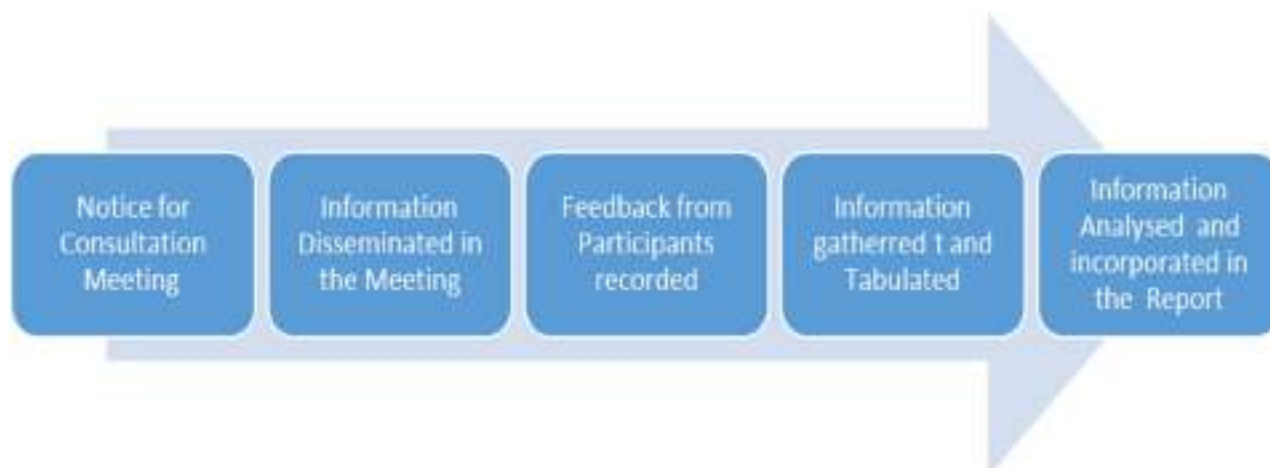 Notice for
Consultation
Meeting
Information
Disseminated in
the Meeting
Feedback from
Participants
recorded
Information
gatherred t and
Tabulated
Information
Analysed and
incorporated in
the Report